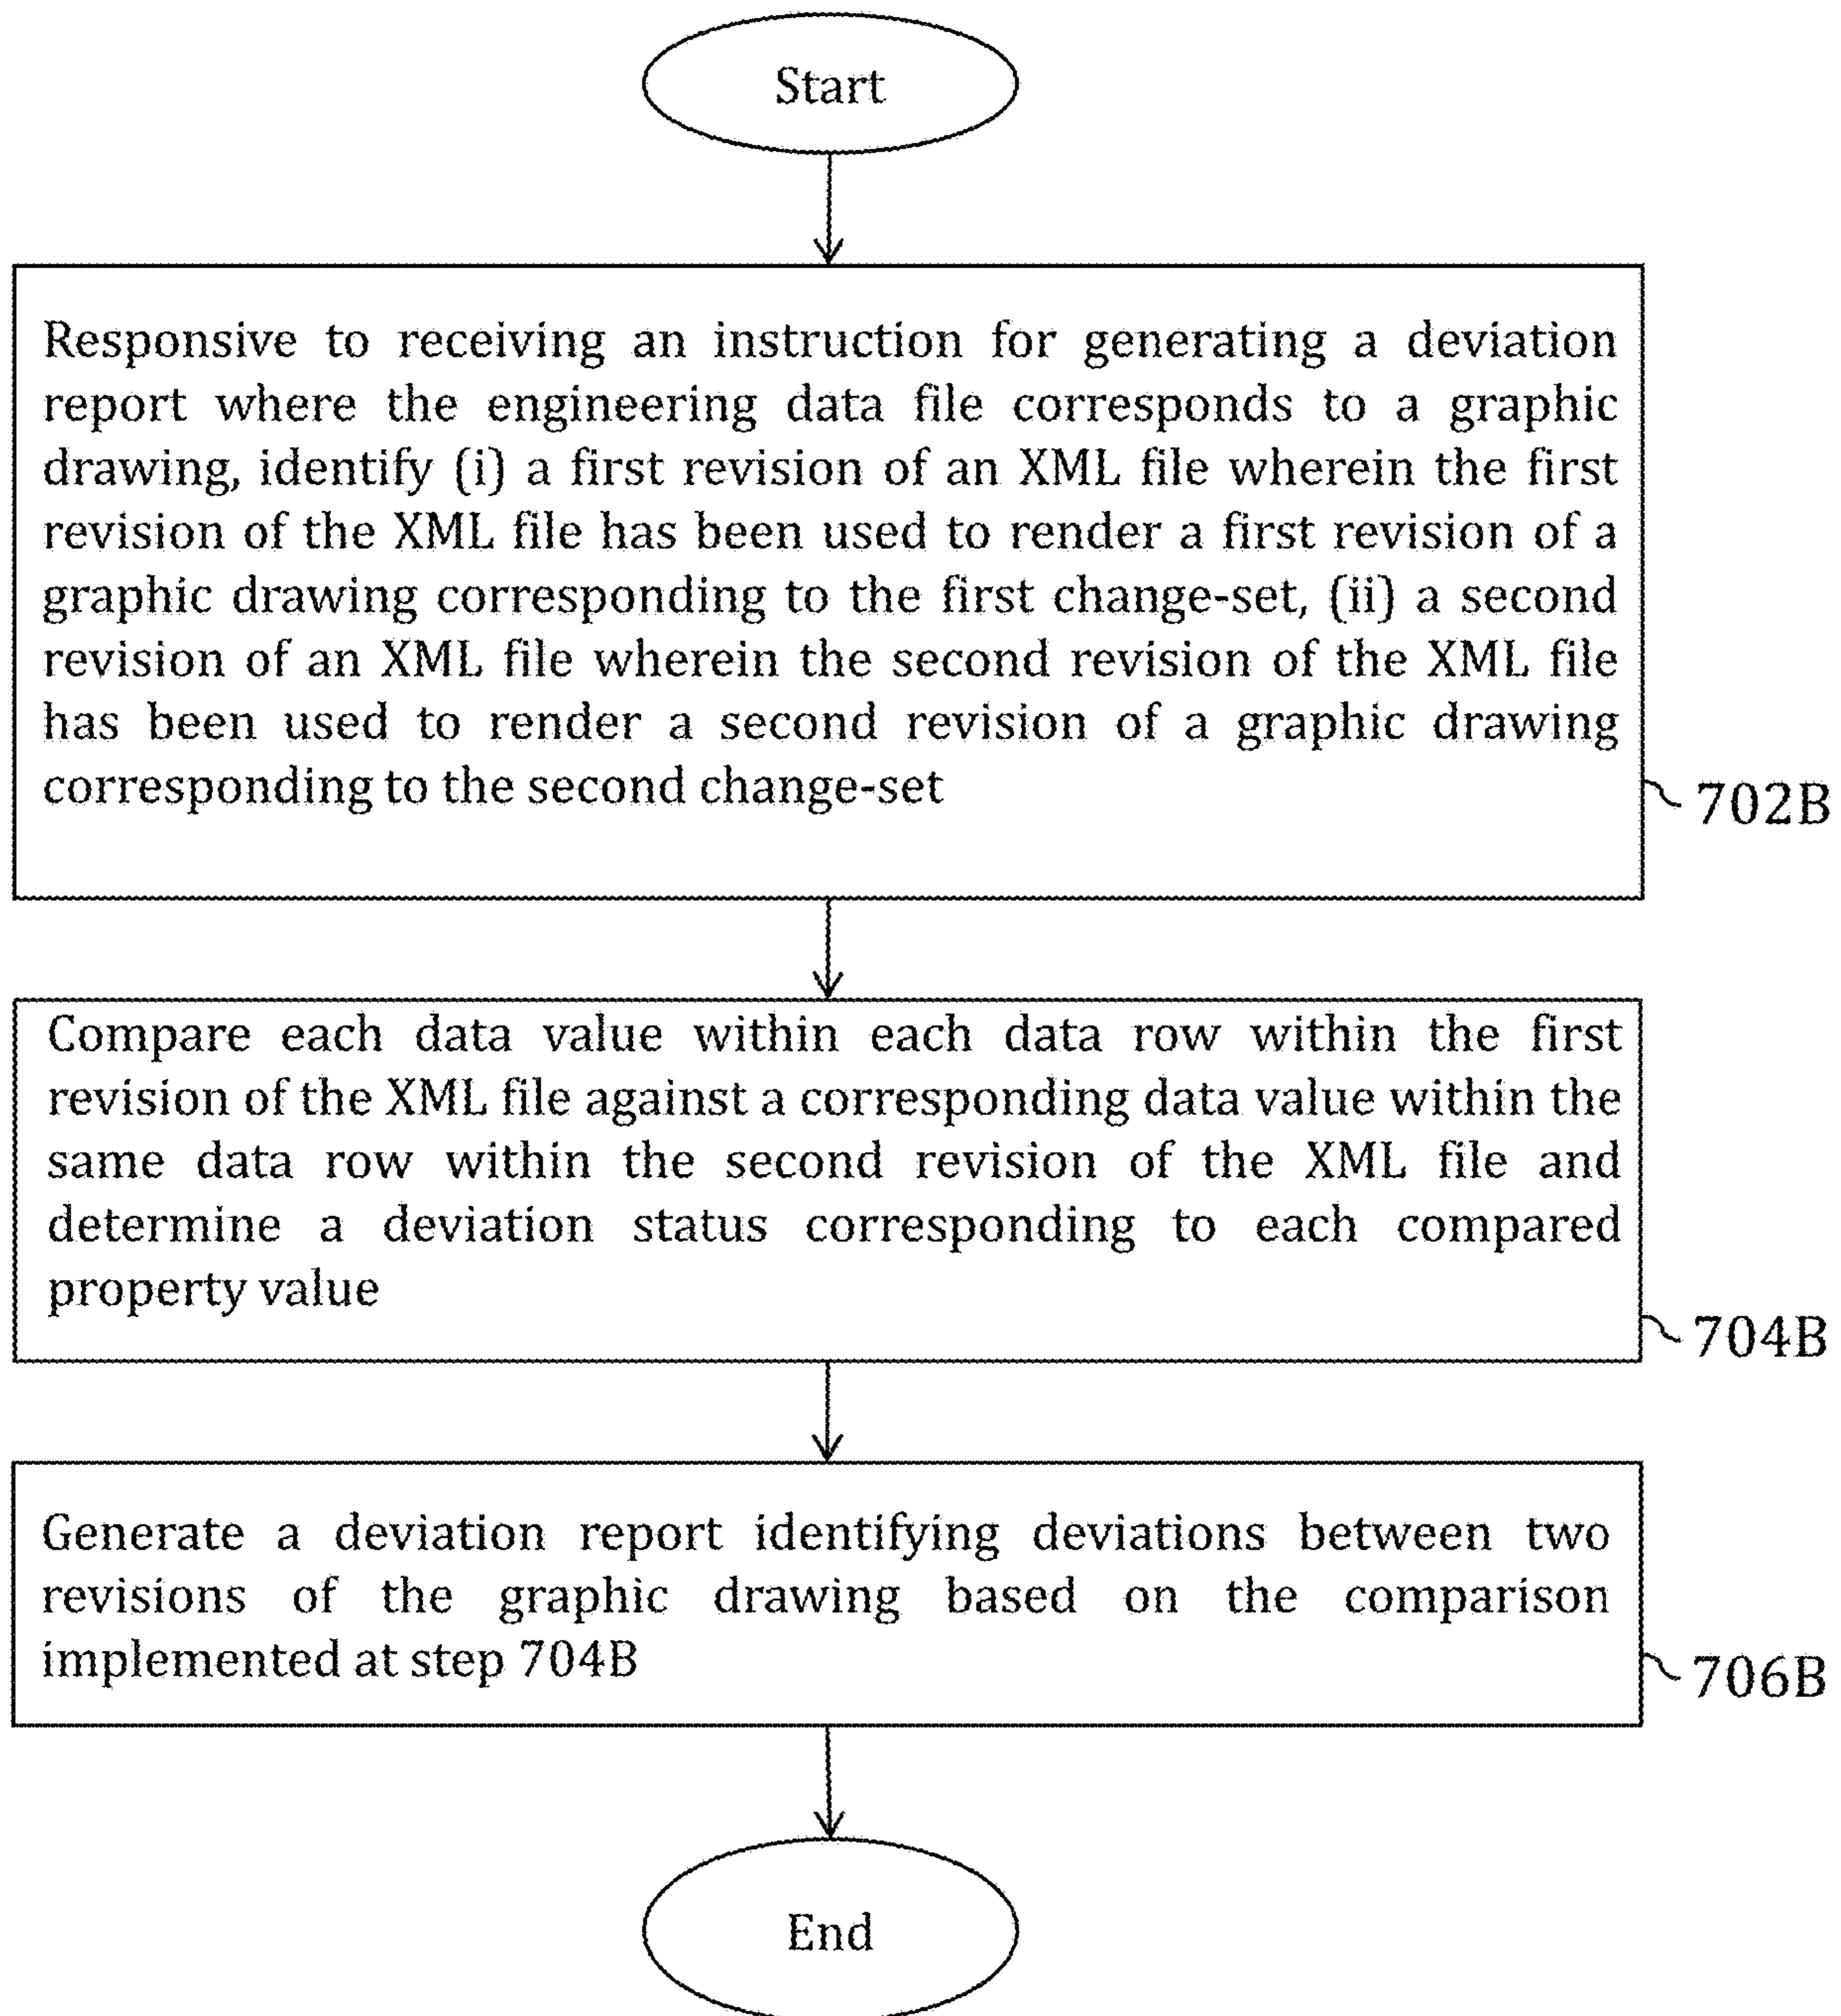 Start
Responsive to receiving an instruction for generating a deviation
report where the engineering data file corresponds to a graphic
drawing, identify (i) a first revision of an XML file wherein the first
revision of the XML file has been used to render a first revision of a
graphic drawing corresponding to the first change-set, (ii) a second
revision of an XML file wherein the second revision of the XML file
has been used to render a second revision of a graphic drawing
corresponding to the second change-set
702B
Compare each data value within each data row within the first
revision of the XML file against a corresponding data value within the
same data row within the second revision of the XML file and
determine a deviation status corresponding to each compared
property value
704B
Generate a deviation report identifying deviations between two
revisions of the graphic drawing based on the comparison
implemented at step 704B
706B
End